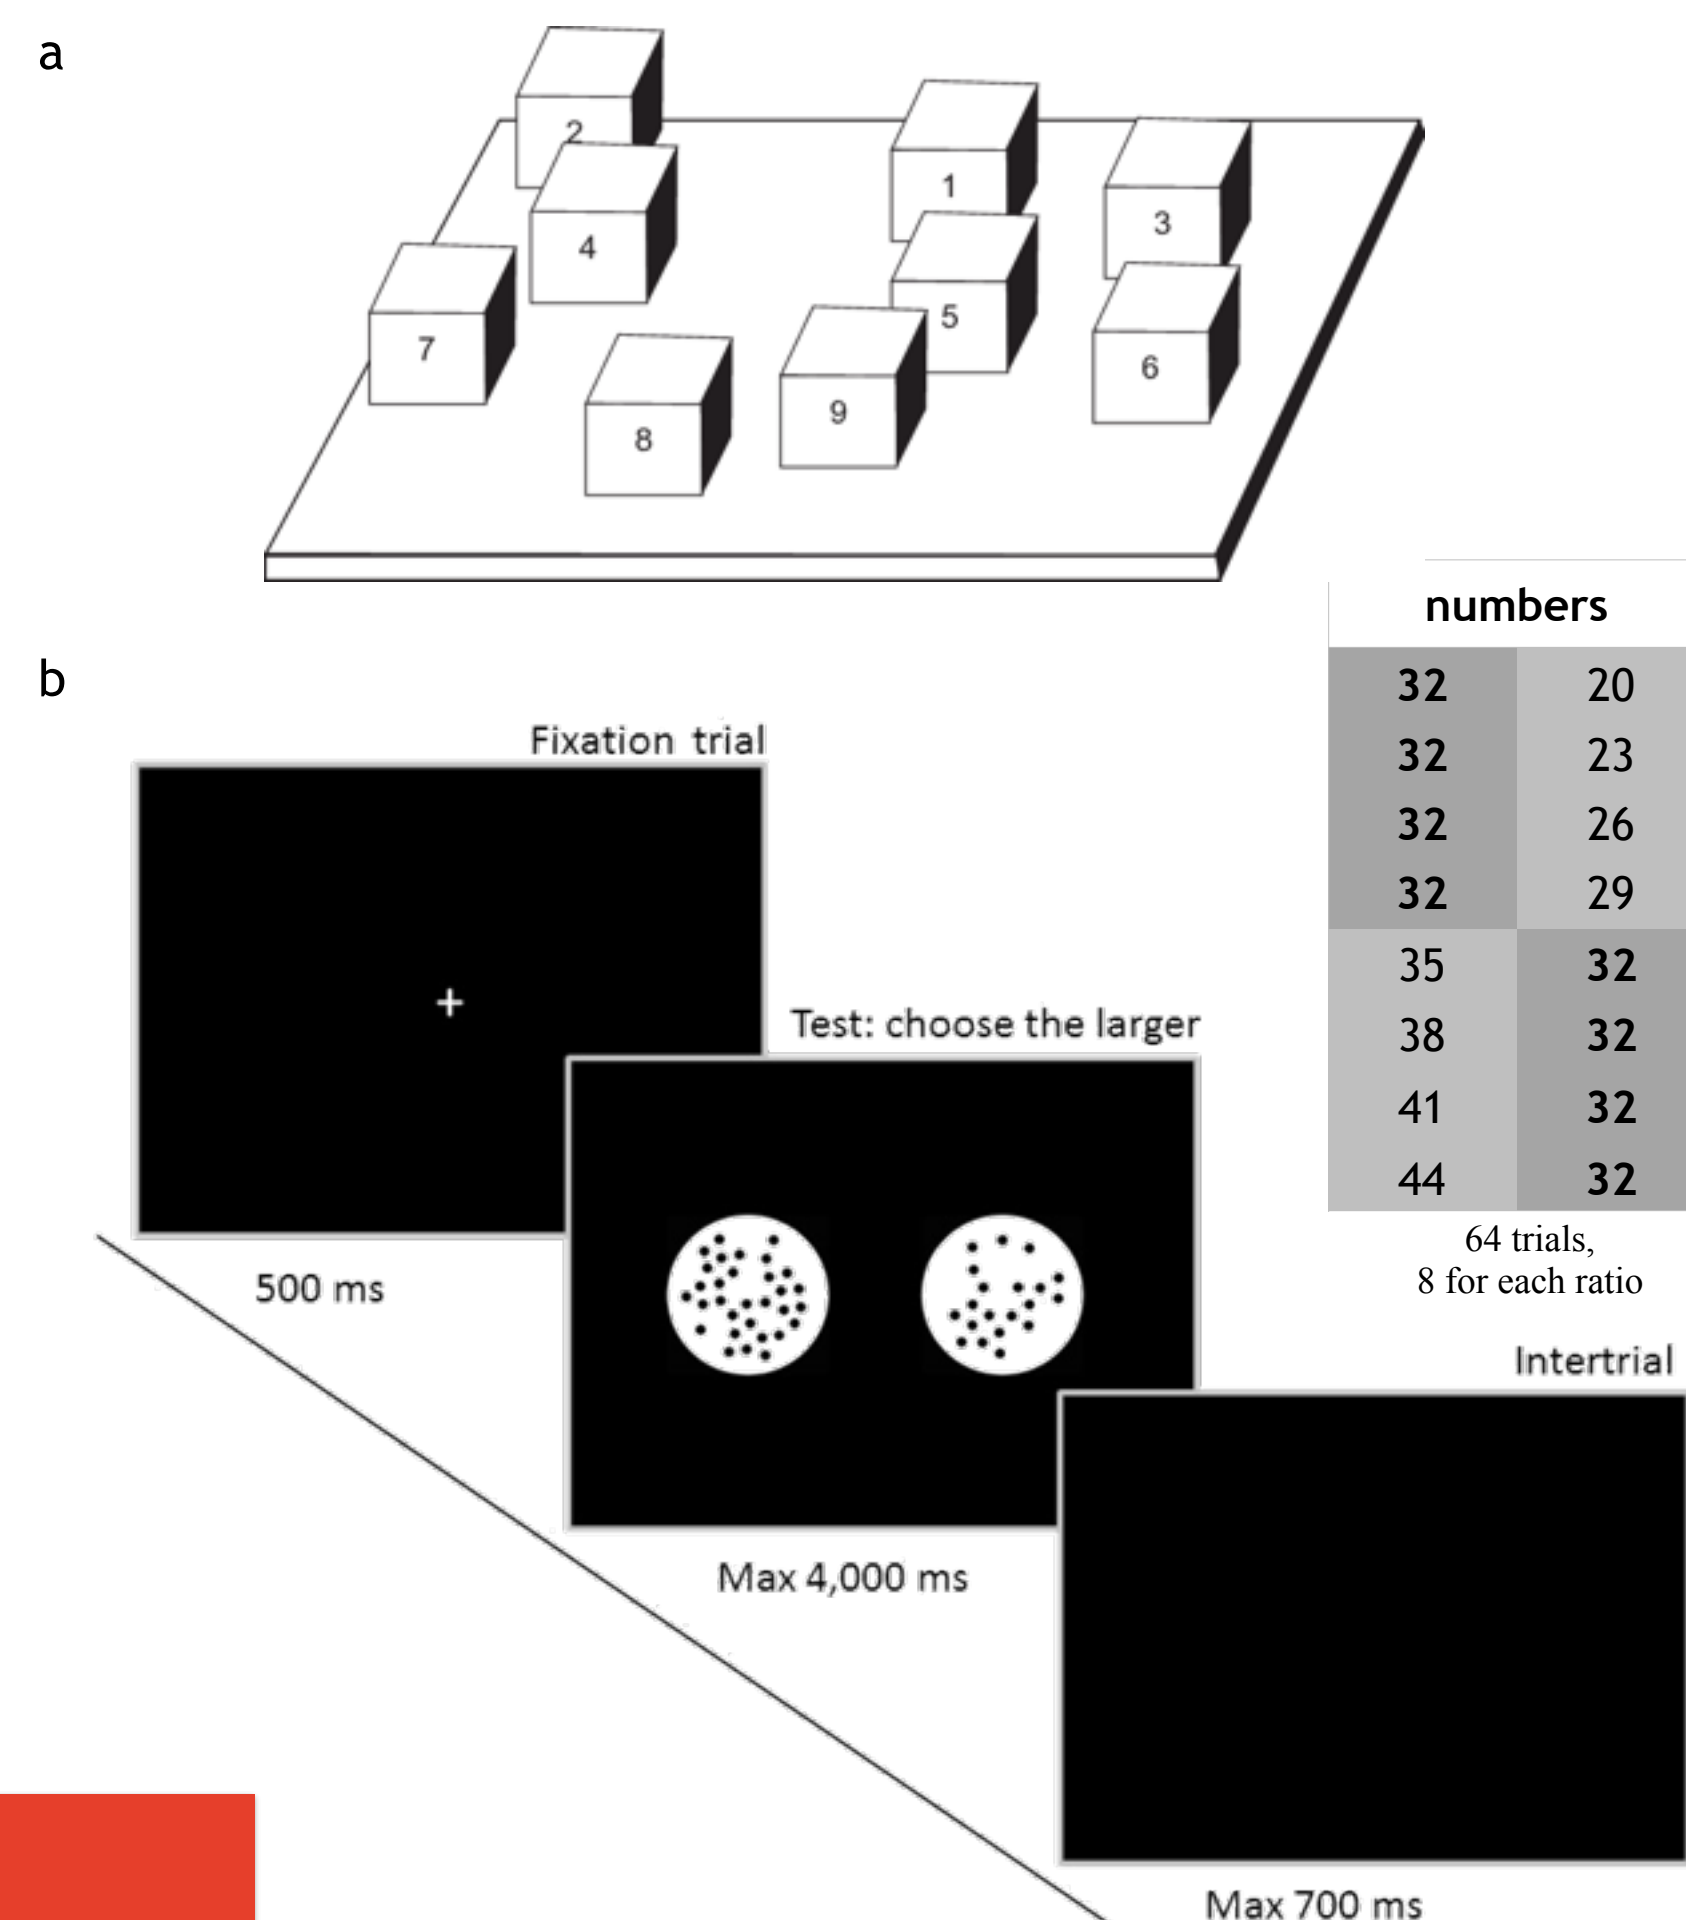 a
2
1
3
4
5
7
6
9
8
numbers
32 20
32 23
32 26
32 29
35 32
38 32
41 32
44 32
64 trials,
8 for each ratio
b
Fixation trial
+
500 ms
Test: choose the larger
Max 4,000 ms
Intertrial
Max 700 ms